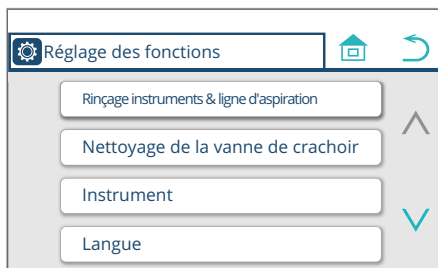 Réglage des fonctions
Rinçage instruments & ligne d'aspiration
Nettoyage de la vanne de crachoir
Instrument
Langue